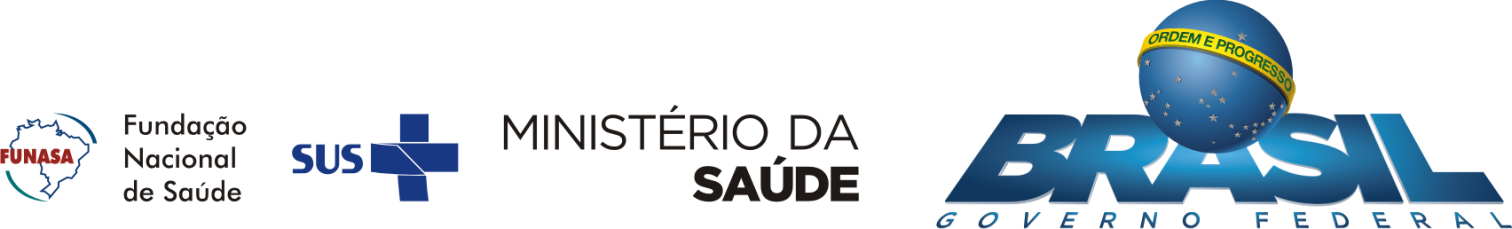 FUNASA
Fundação
Nacional
de Saúde
SUS
MINISTÉRIO DA
SAÚDE
ORDEM E PROGRESSO
BRASIL
GOVERNO FEDERAL